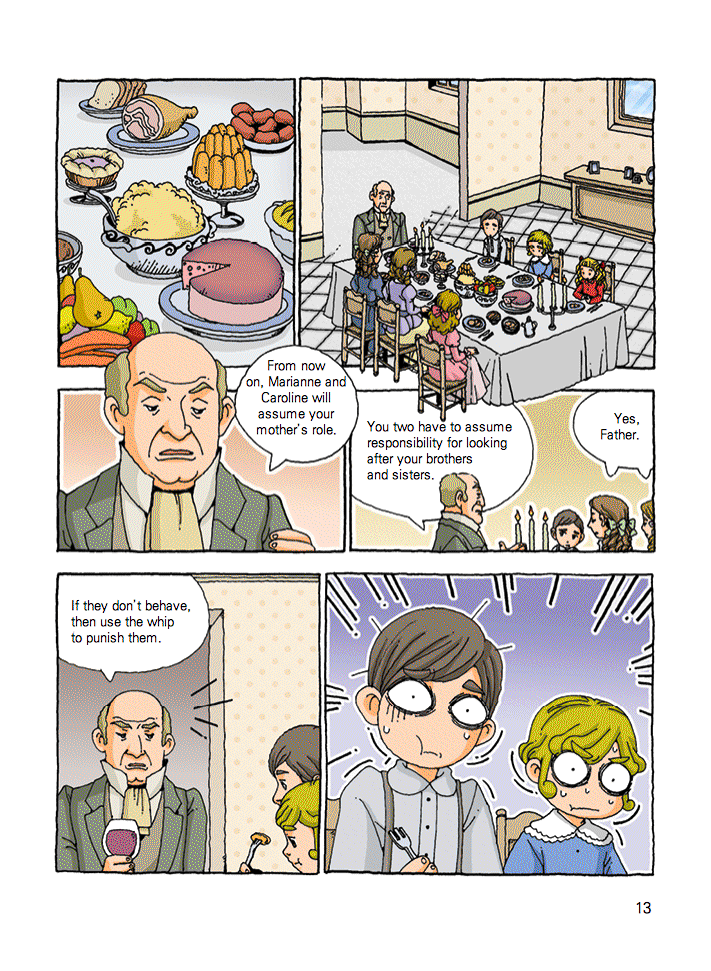 From now
on, Marianne and
Caroline will
assume your
mother's role.
You two have to assume
responsibility for looking
after your brothers
and sisters.
Yes,
Father.
If they don't behave,
then use the whip
to punish them.
13